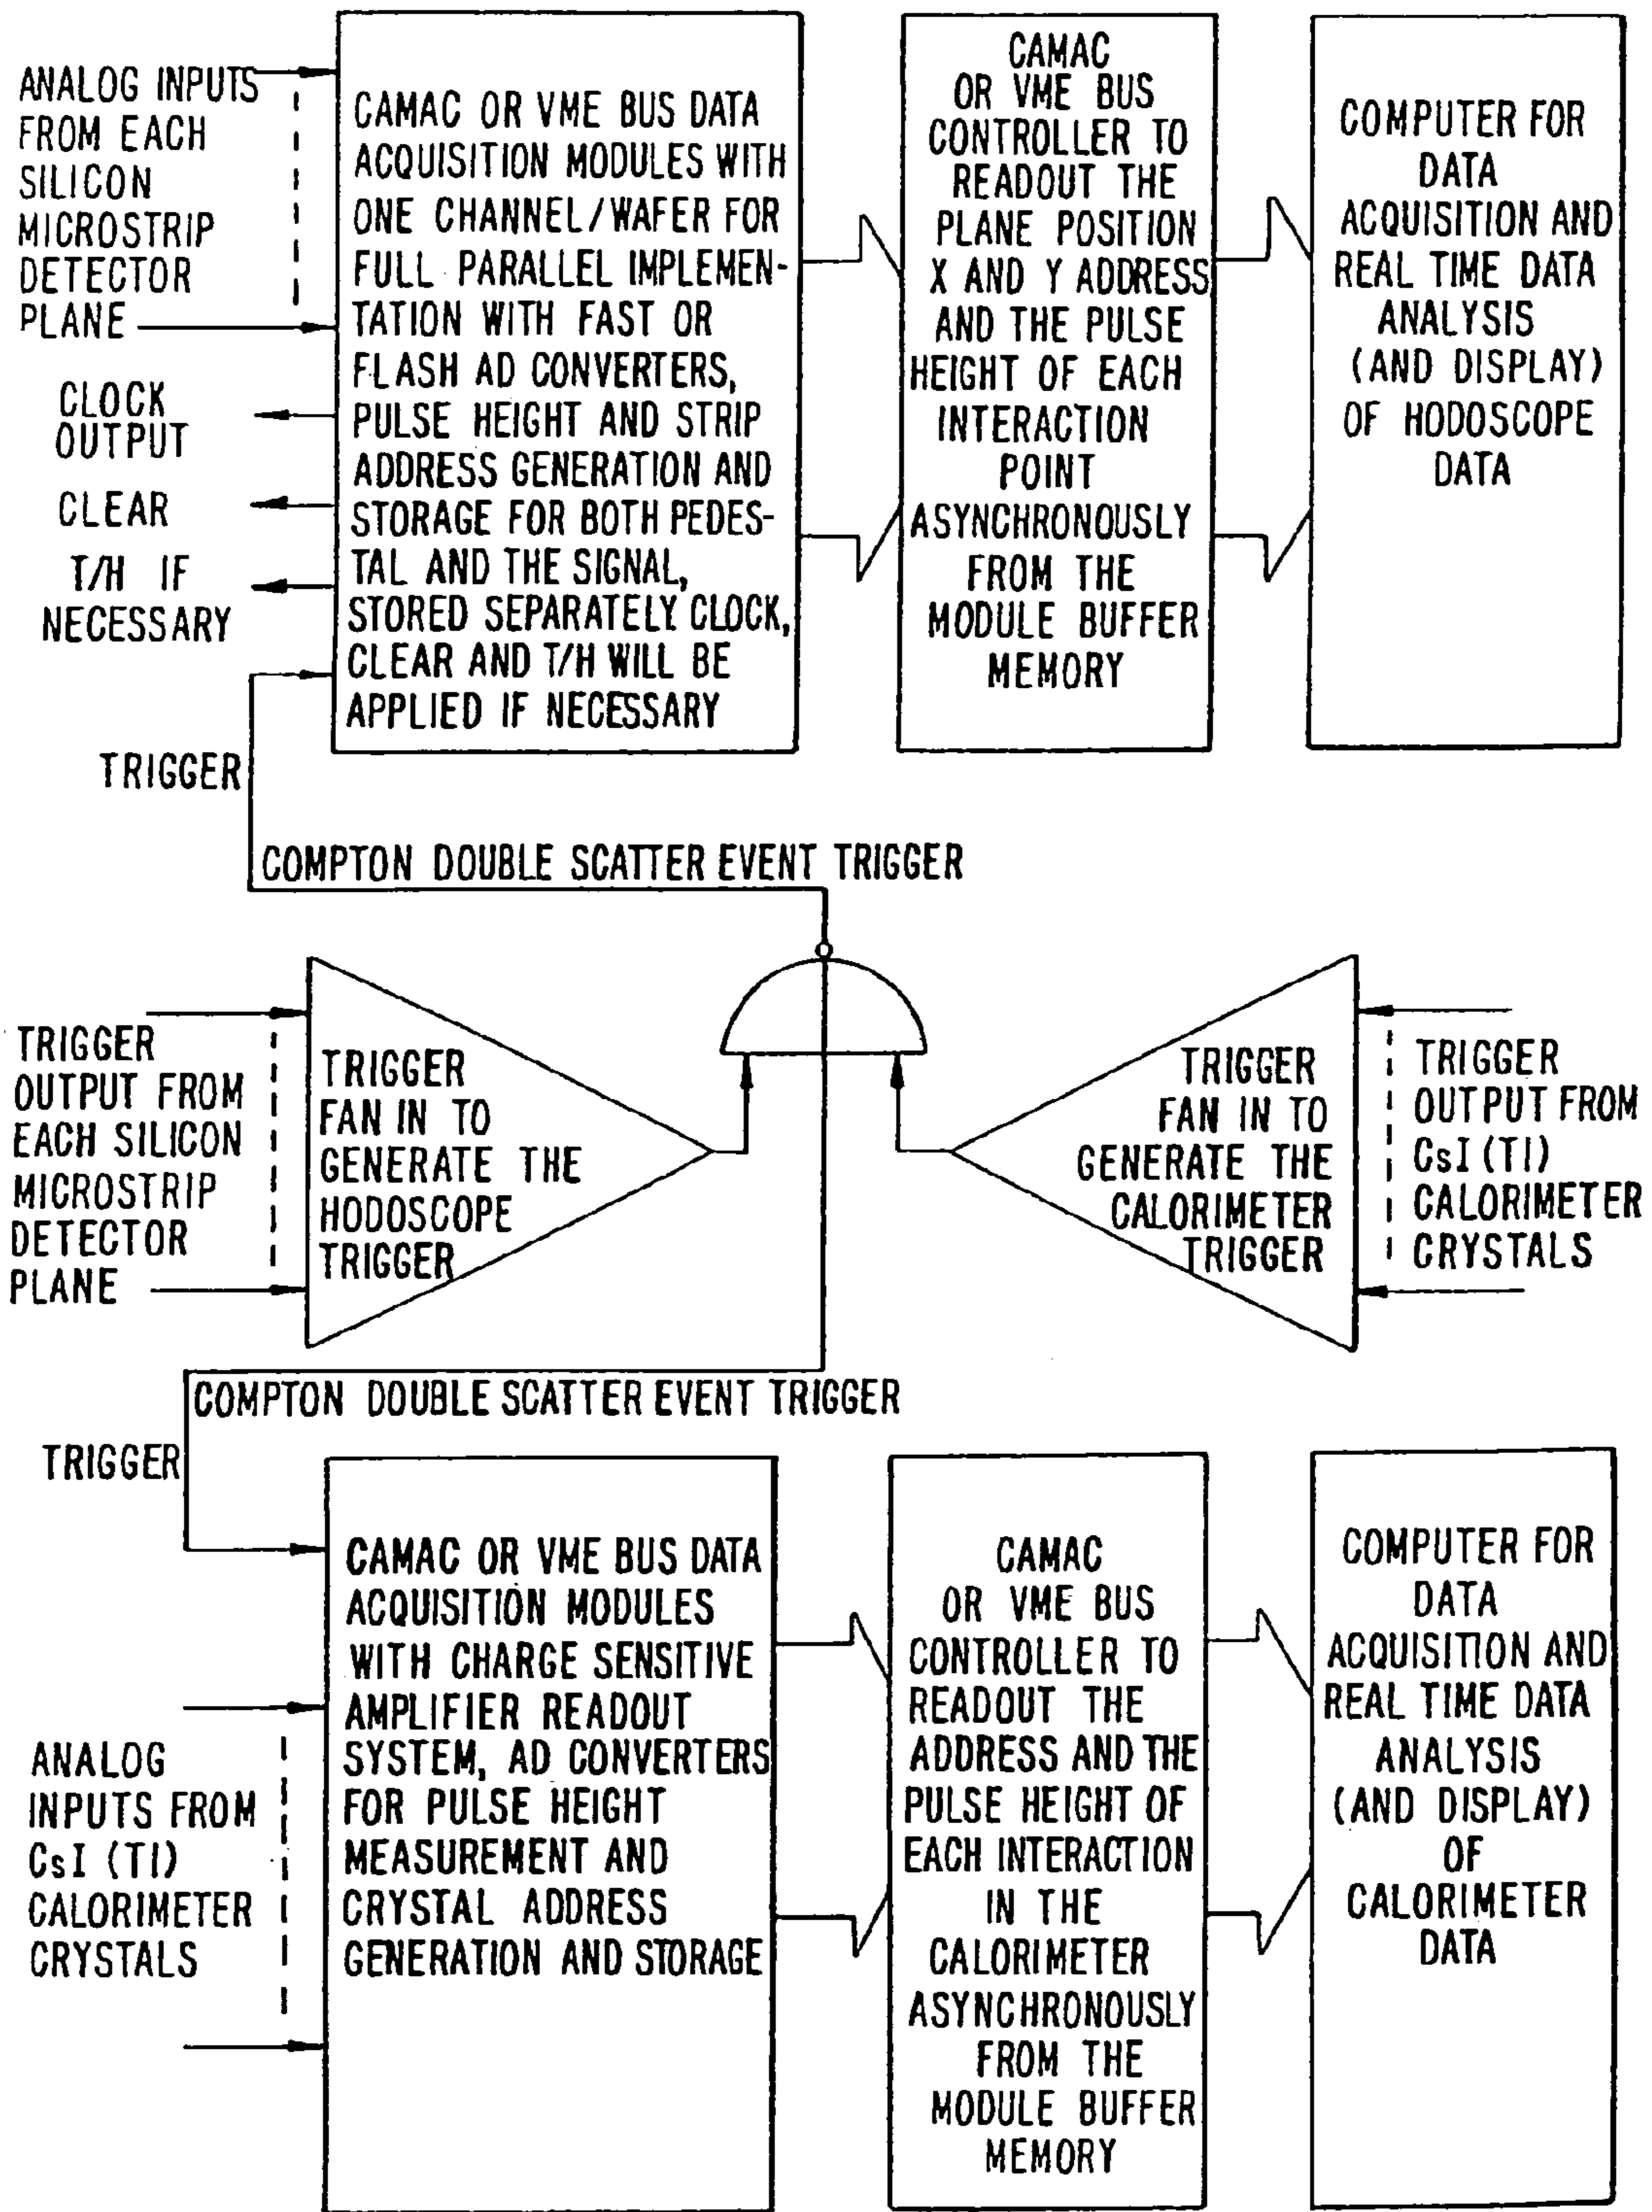 ANALOG INPUTS
FROM EACH
SILICON
MICROSTRIP
DETECTOR
PLANE
CLOCK
OUTPUT
CLEAR
T/H IF
NECESSARY
TRIGGER
CAMAC OR VME BUS DATA
ACQUISITION MODULES WITH
ONE CHANNEL/WAFER FOR
FULL PARALLEL IMPLEMEN-
TATION WITH FAST OR
FLASH AD CONVERTERS,
PULSE HEIGHT AND STRIP
ADDRESS GENERATION AND
STORAGE FOR BOTH PEDES-
TAL AND THE SIGNAL,
STORED SEPARATELY CLOCK,
CLEAR AND T/H WILL BE
APPLIED IF NECESSARY
CAMAC
OR VME BUS
CONTROLLER TO
READOUT THE
PLANE POSITION
X AND Y ADDRESS
AND THE PULSE
HEIGHT OF EACH
INTERACTION
POINT
ASYNCHRONOUSLY
FROM THE
MODULE BUFFER
MEMORY
COMPUTER FOR
DATA
ACQUISITION AND
REAL TIME DATA
ANALYSIS
(AND DISPLAY)
OF HODOSCOPE
DATA
COMPTON DOUBLE SCATTER EVENT TRIGGER
TRIGGER
OUTPUT FROM
EACH SILICON
MICROSTRIP
DETECTOR
PLANE
TRIGGER
FAN IN TO
GENERATE THE
HODOSCOPE
TRIGGER
TRIGGER
FAN IN TO
GENERATE THE
CALORIMETER
TRIGGER
TRIGGER
OUTPUT FROM
CsI (Tl)
CALORIMETER
CRYSTALS
COMPTON DOUBLE SCATTER EVENT TRIGGER
TRIGGER
ANALOG
INPUTS FROM
CsI (Tl)
CALORIMETER
CRYSTALS
CAMAC OR VME BUS DATA
ACQUISITION MODULES
WITH CHARGE SENSITIVE
AMPLIFIER READOUT
SYSTEM, AD CONVERTERS
FOR PULSE HEIGHT
MEASUREMENT AND
CRYSTAL ADDRESS
GENERATION AND STORAGE
CAMAC
OR VME BUS
CONTROLLER TO
READOUT THE
ADDRESS AND THE
PULSE HEIGHT OF
EACH INTERACTION
IN THE
CALORIMETER
ASYNCHRONOUSLY
FROM THE
MODULE BUFFER
MEMORY
COMPUTER FOR
DATA
ACQUISITION AND
REAL TIME DATA
ANALYSIS
(AND DISPLAY)
OF
CALORIMETER
DATA